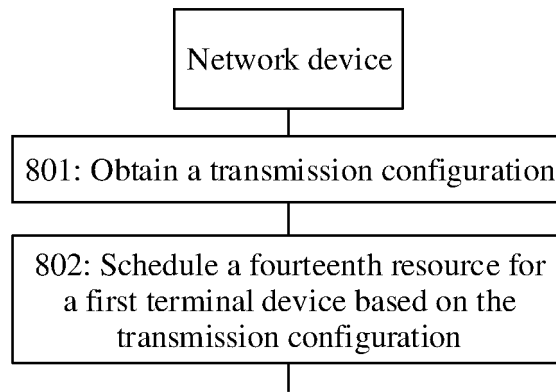 Network device
801: Obtain a transmission configuration
802: Schedule a fourteenth resource for
a first terminal device based on the
transmission configuration